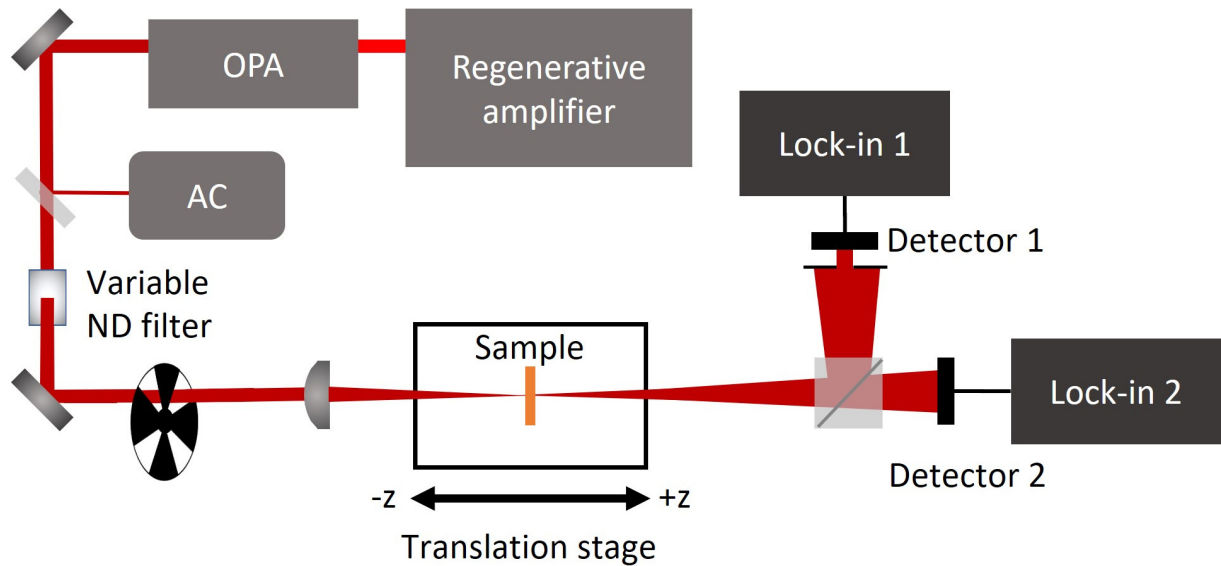 OPA
Regenerative
amplifier
Lock-in 1
AC
Detector 1
Variable
ND filter
Sample
Lock-in 2
Detector 2
-z
+z
Translation stage